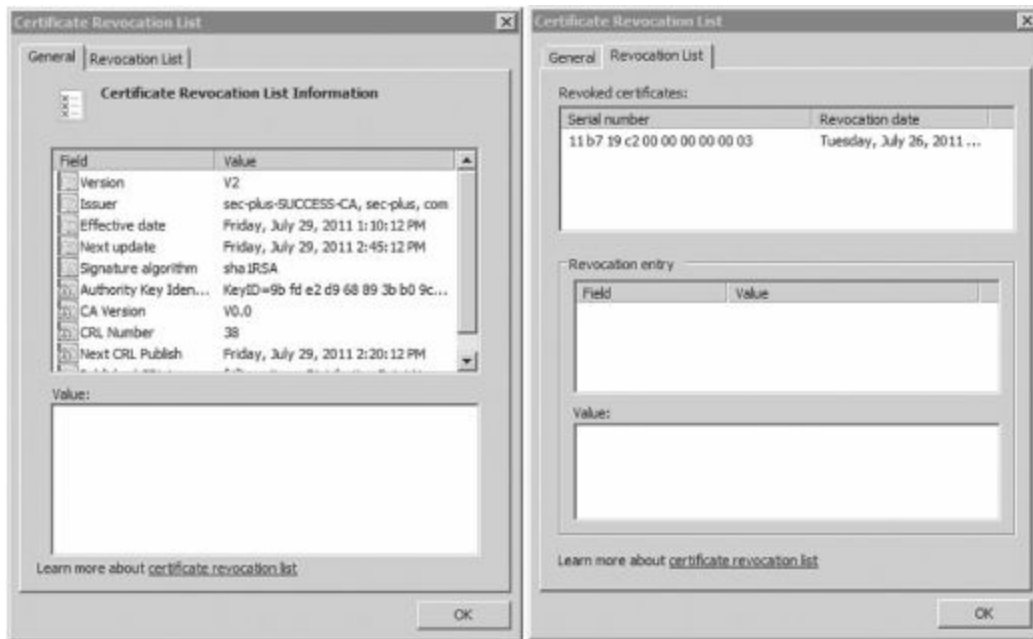 Certificate Revocation List
General Revocation List
Certificate Revocation List Information
Field Value
Version V2
Issuer sec-plus-SUCCESS-CA, sec-plus, com
Effective date Friday, July 29, 2011 1:10:12 PM
Next update Friday, July 29, 2011 2:45:12 PM
Signature algorithm sha1RSA
Authority Key Iden... KeyID=9b fd e2 d9 68 89 3b b0 9c...
CA Version V0.0
CRL Number 38
Next CRL Publish Friday, July 29, 2011 2:20:12 PM
Value:
Learn more about certificate revocation list
OK
Certificate Revocation List
General Revocation List
Revoked certificates:
Serial number Revocation date
11 b7 19 c2 00 00 00 00 00 03 Tuesday, July 26, 2011 ...
Revocation entry
Field Value
Value:
Learn more about certificate revocation list
OK